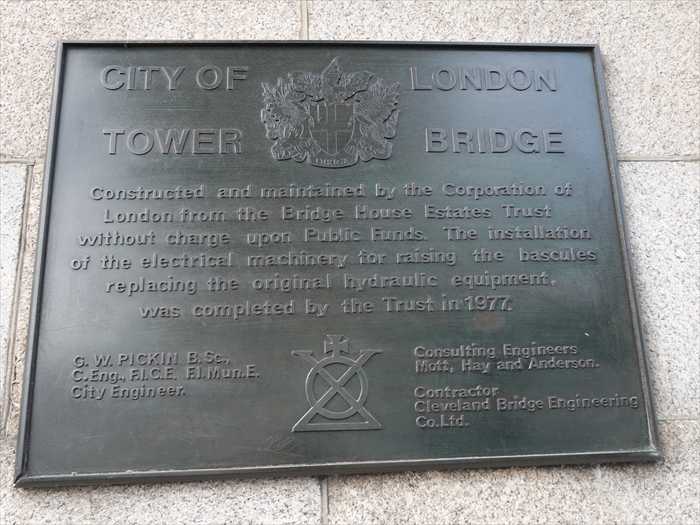 CITY OF LONDON
TOWER BRIDGE
Constructed and maintained by the Corporation of
London from the Bridge House Estates Trust
without charge upon Public Funds. The installation
of the electrical machinery for raising the bascules
replacing the original hydraulic equipment,
was completed by the Trust in 1977.
G. W. PICKIN B.Sc.,
C.Eng., F.I.C.E. F.I.Mun.E.
City Engineer.
Consulting Engineers
Mott, Hay and Anderson.
Contractor
Cleveland Bridge Engineering
Co.Ltd.